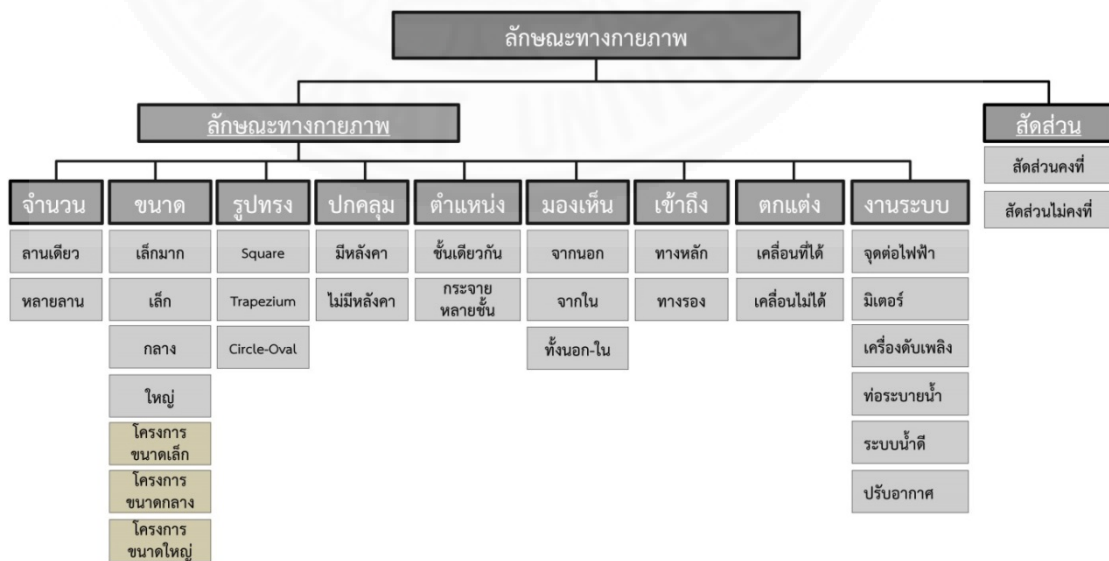 ลักษณะทางกายภาพ
ลักษณะทางกายภาพ
สัดส่วน
สัดส่วนคงที่
สัดส่วนไม่คงที่
จำนวน
ลานเดียว
หลายลาน
ขนาด
เล็กมาก
เล็ก
กลาง
ใหญ่
โครงการ
ขนาดเล็ก
โครงการ
ขนาดกลาง
โครงการ
ขนาดใหญ่
รูปทรง
Square
Trapezium
Circle-Oval
ปกคลุม
มีหลังคา
ไม่มีหลังคา
ตำแหน่ง
ชั้นเดียวกัน
กระจาย
หลายชั้น
มองเห็น
จากนอก
จากใน
ทั้งนอก-ใน
เข้าถึง
ทางหลัก
ทางรอง
ตกแต่ง
เคลื่อนที่ได้
เคลื่อนไม่ได้
งานระบบ
จุดต่อไฟฟ้า
มิเตอร์
เครื่องดับเพลิง
ท่อระบายน้ำ
ระบบน้ำดี
ปรับอากาศ